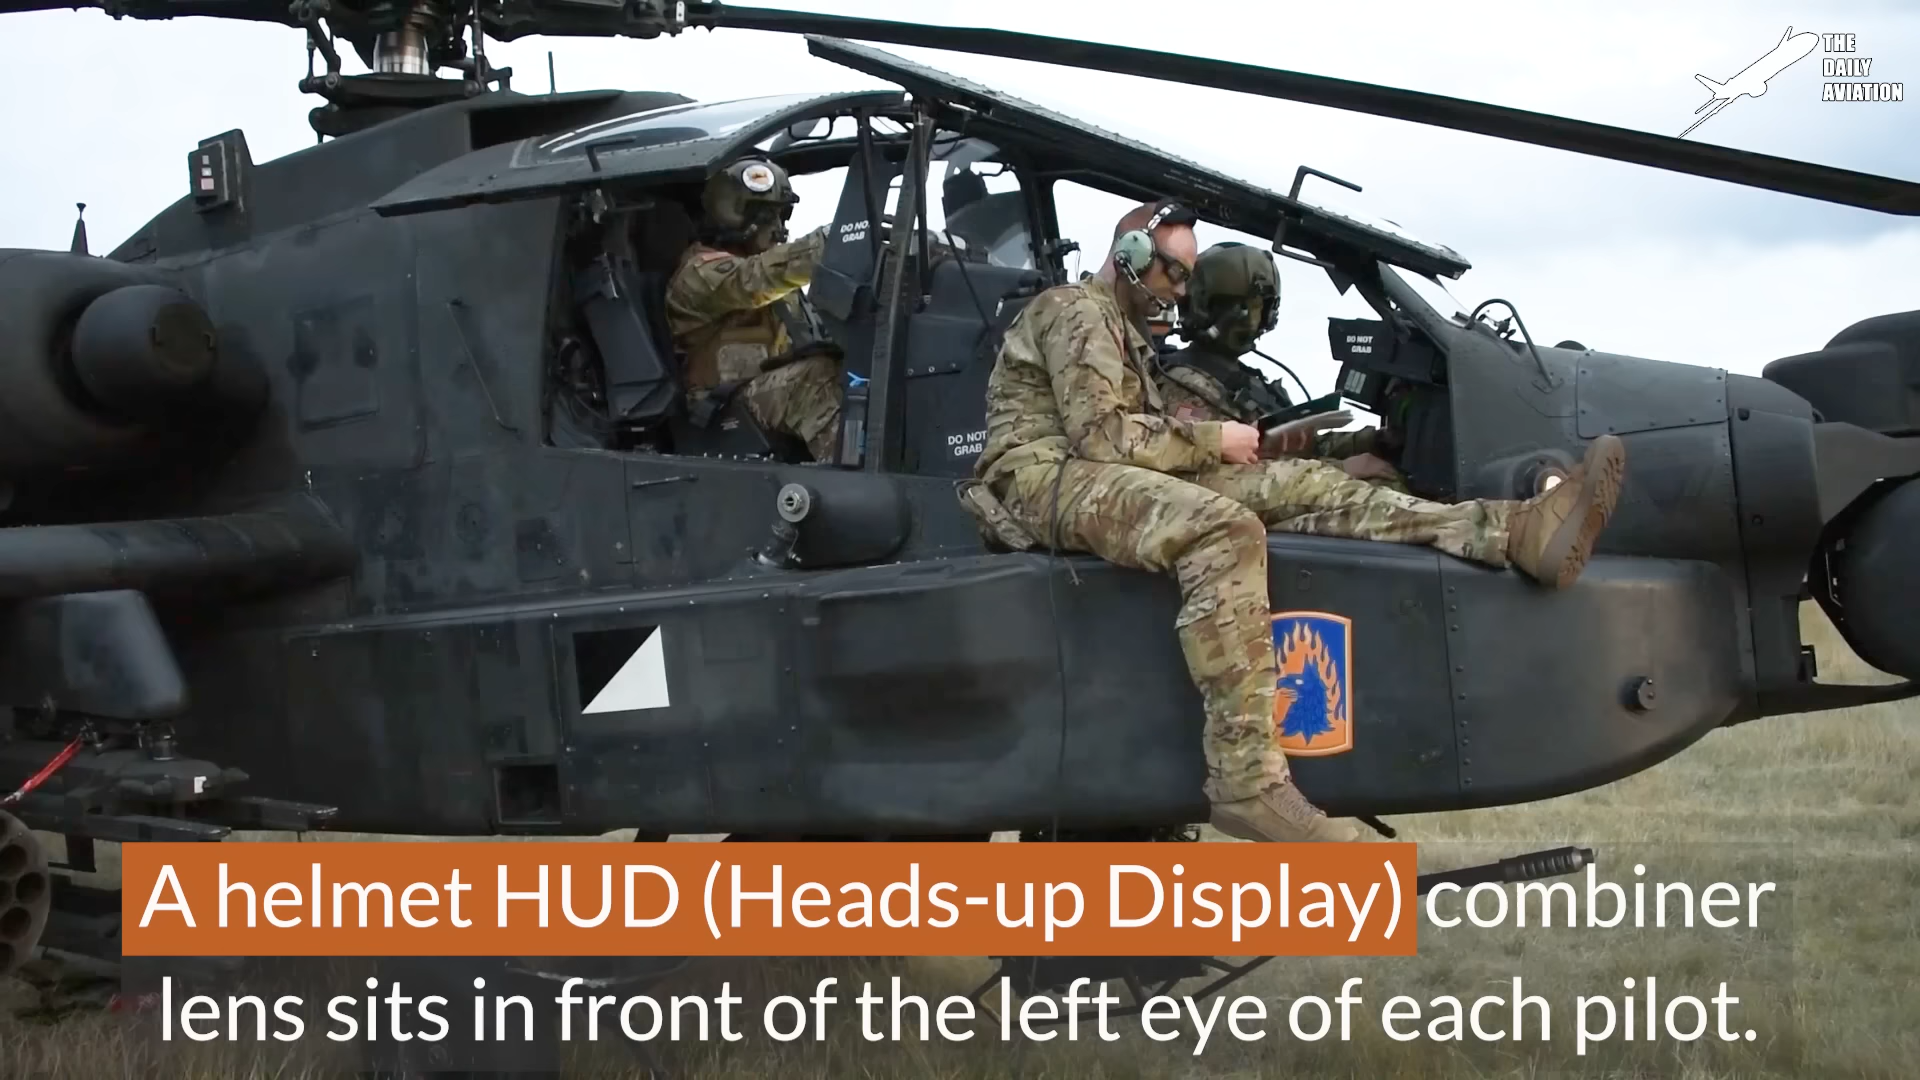 THE
DAILY
AVIATION
DO NO
GRAB
DO NOT
GRAB
DO NOT
GRAB
A helmet HUD (Heads-up Display) combiner
lens sits in front of the left eye of each pilot.